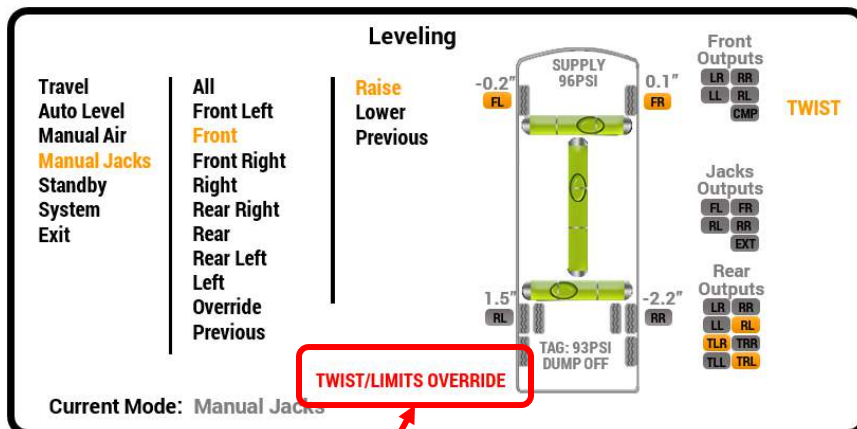 Leveling
Travel
Auto Level
Manual Air
Manual Jacks
Standby
System
Exit
All
Front Left
Front
Front Right
Right
Rear Right
Rear
Rear Left
Left
Override
Previous
Raise
Lower
Previous
SUPPLY
96PSI
-0.2" 0.1"
FL FR
1.5" -2.2"
RL RR
TAG: 93PSI
DUMP OFF
Front
Outputs
LR RR
LL RL
CMP
TWIST
Jacks
Outputs
FL FR
RL RR
EXT
Rear
Outputs
LR RR
LL RL
TLR TRR
TLL TRL
TWIST/LIMITS OVERRIDE
Current Mode: Manual Jacks